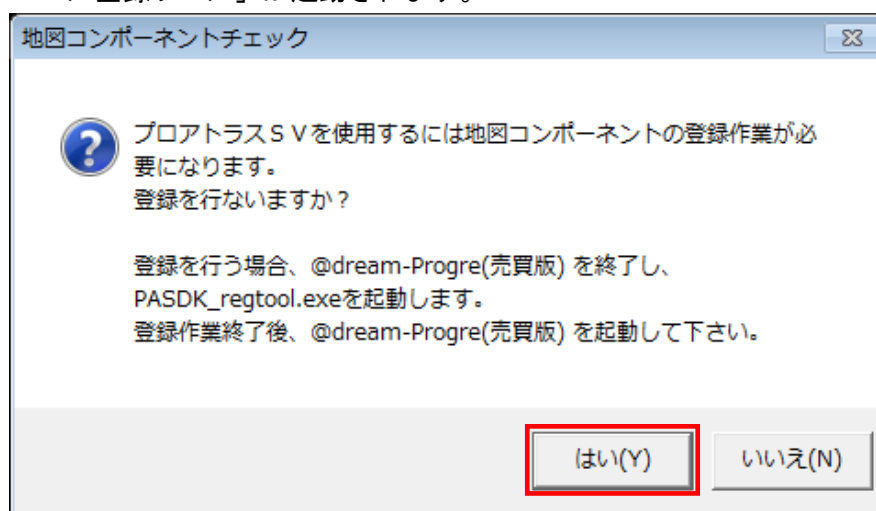 地図コンポーネントチェック
プロアトラスＳＶを使用するには地図コンポーネントの登録作業が必
要になります。
登録を行ないますか？
登録を行う場合、@dream-Progre(売買版) を終了し、
PASDK_regtool.exeを起動します。
登録作業終了後、@dream-Progre(売買版) を起動して下さい。
はい(Y)
いいえ(N)